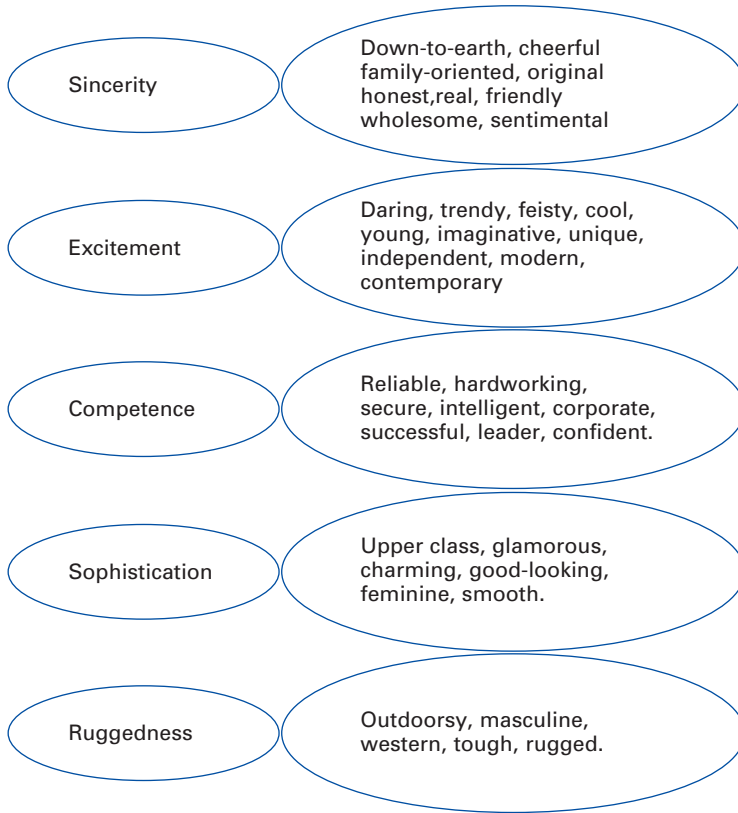 Sincerity
Down-to-earth, cheerful
family-oriented, original
honest,real, friendly
wholesome, sentimental
Excitement
Daring, trendy, feisty, cool,
young, imaginative, unique,
independent, modern,
contemporary
Competence
Reliable, hardworking,
secure, intelligent, corporate,
successful, leader, confident.
Sophistication
Upper class, glamorous,
charming, good-looking,
feminine, smooth.
Ruggedness
Outdoorsy, masculine,
western, tough, rugged.